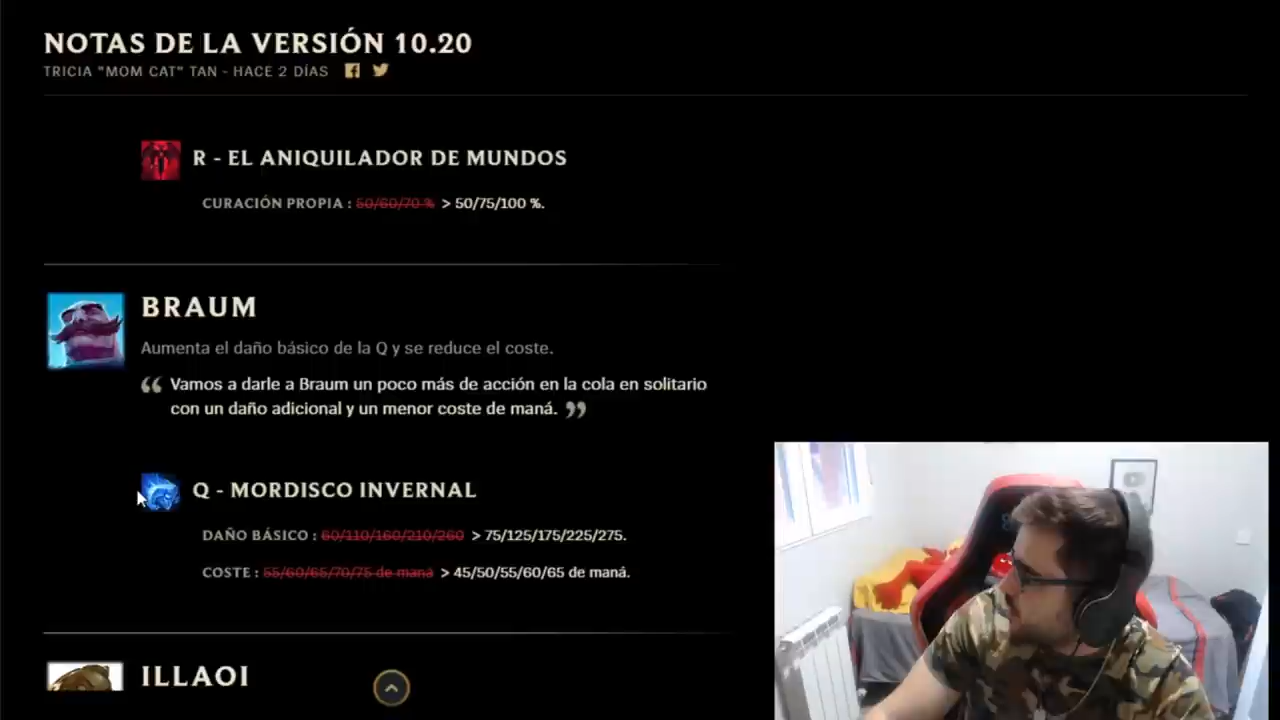 NOTAS DE LA VERSIÓN 10.20
TRICIA "MOM CAT" TAN - HACE 2 DÍAS
R - EL ANIQUILADOR DE MUNDOS
CURACIÓN PROPIA : 50/60/70 % > 50/75/100 %.
BRAUM
Aumenta el daño básico de la Q y se reduce el coste.
Vamos a darle a Braum un poco más de acción en la cola en solitario
con un daño adicional y un menor coste de maná.
Q - MORDISCO INVERNAL
DAÑO BÁSICO : 60/110/160/210/260 > 75/125/175/225/275.
COSTE : 55/60/65/70/75 de maná > 45/50/55/60/65 de maná.
ILLAOI